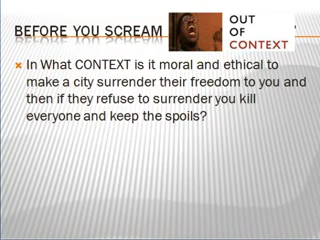 BEFORE YOU SCREAM OUT OF CONTEXT
In What CONTEXT is it moral and ethical to
make a city surrender their freedom to you and
then if they refuse to surrender you kill
everyone and keep the spoils?